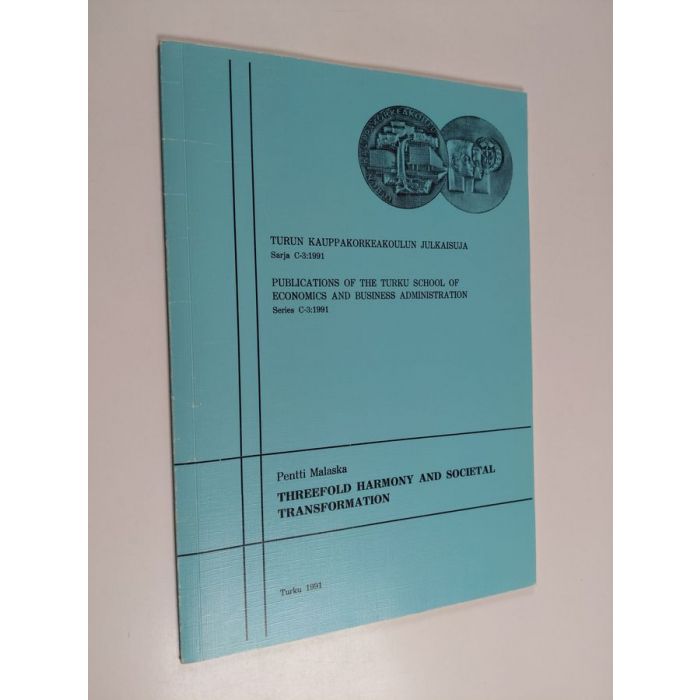 TURUN KAUPPAKORKEAKOULUN JULKAISUJA
Sarja C-3:1991
PUBLICATIONS OF THE TURKU SCHOOL OF
ECONOMICS AND BUSINESS ADMINISTRATION
Series C-3:1991
Pentti Malaska
THREEFOLD HARMONY AND SOCIETAL
TRANSFORMATION
Turku 1991